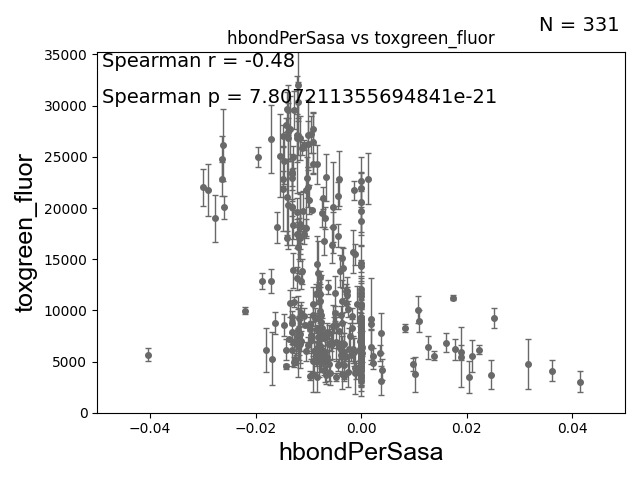 N = 331
hbondPerSasa vs toxgreen_fluor
Spearman r = -0.48
Spearman p = 7.807211355694841e-21
35000
30000
25000
20000
15000
10000
5000
0
toxgreen_fluor
−0.04 −0.02 0.00 0.02 0.04
hbondPerSasa